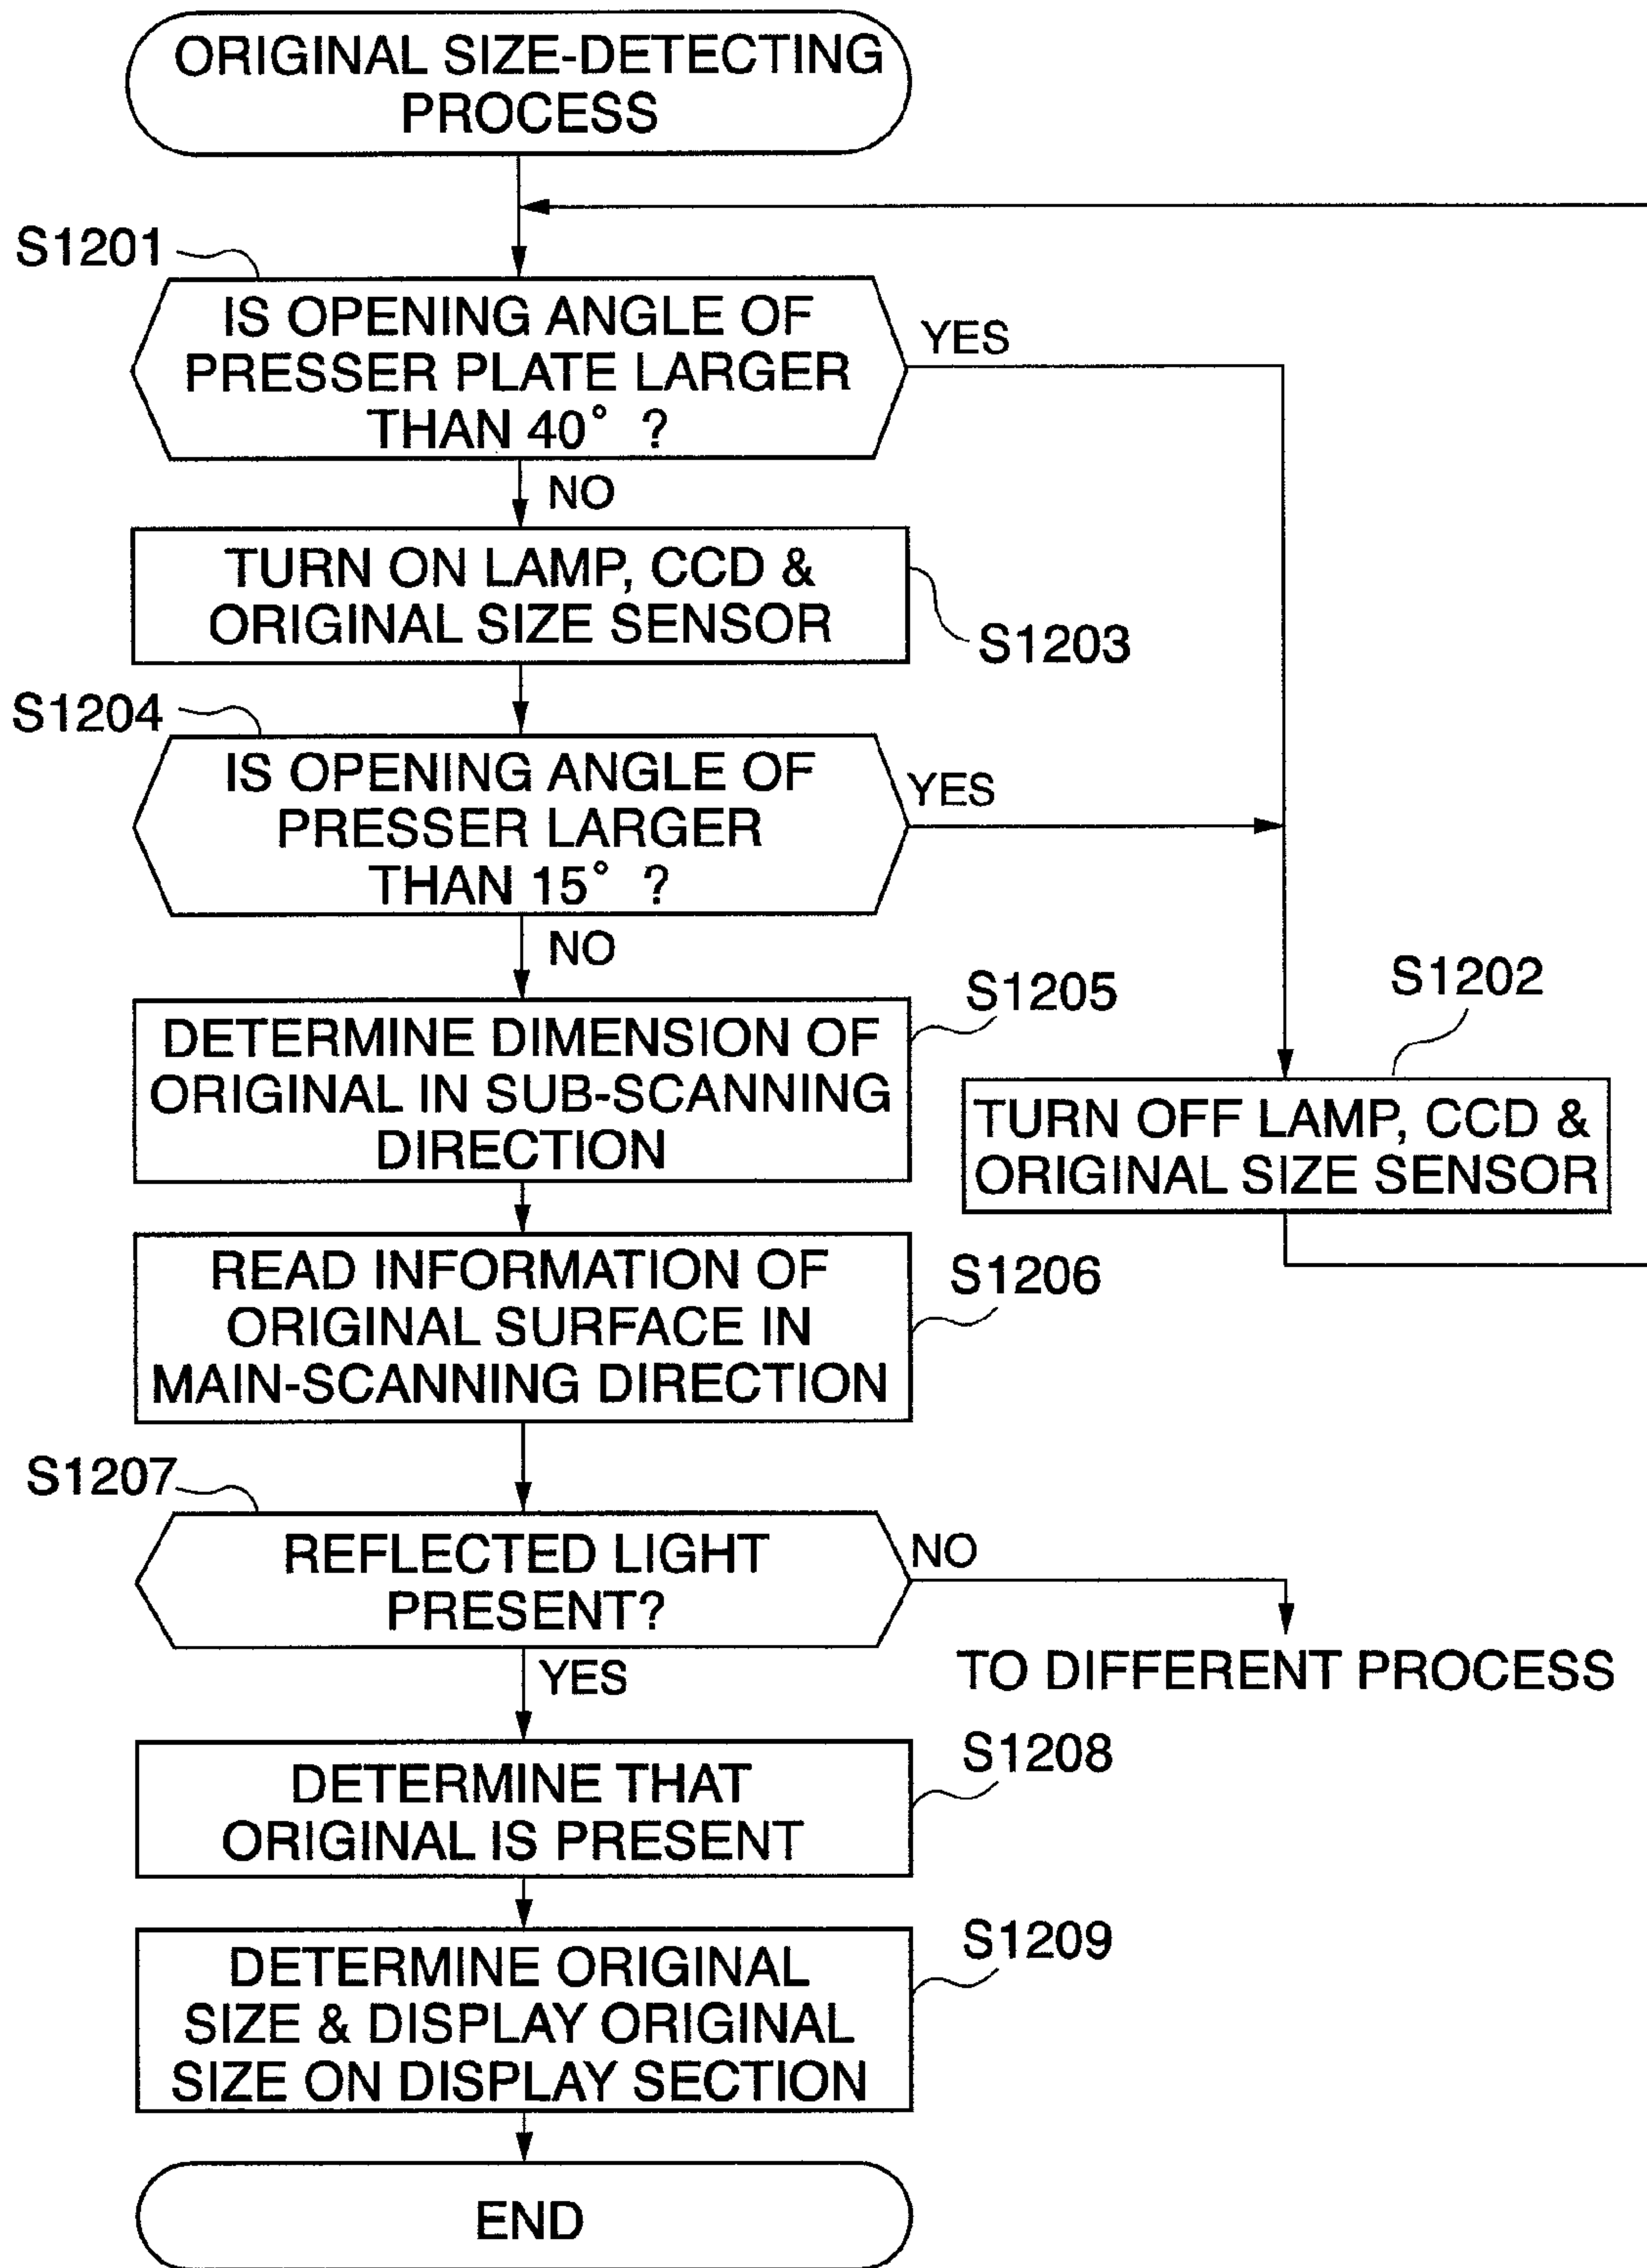 ORIGINAL SIZE-DETECTING
PROCESS
S1201
IS OPENING ANGLE OF
PRESSER PLATE LARGER
THAN 40° ?
YES
NO
TURN ON LAMP, CCD &
ORIGINAL SIZE SENSOR
S1203
S1204
IS OPENING ANGLE OF
PRESSER LARGER
THAN 15° ?
YES
NO
S1205
DETERMINE DIMENSION OF
ORIGINAL IN SUB-SCANNING
DIRECTION
S1202
TURN OFF LAMP, CCD &
ORIGINAL SIZE SENSOR
READ INFORMATION OF
ORIGINAL SURFACE IN
MAIN-SCANNING DIRECTION
S1206
S1207
REFLECTED LIGHT
PRESENT?
NO
TO DIFFERENT PROCESS
YES
DETERMINE THAT
ORIGINAL IS PRESENT
S1208
DETERMINE ORIGINAL
SIZE & DISPLAY ORIGINAL
SIZE ON DISPLAY SECTION
S1209
END